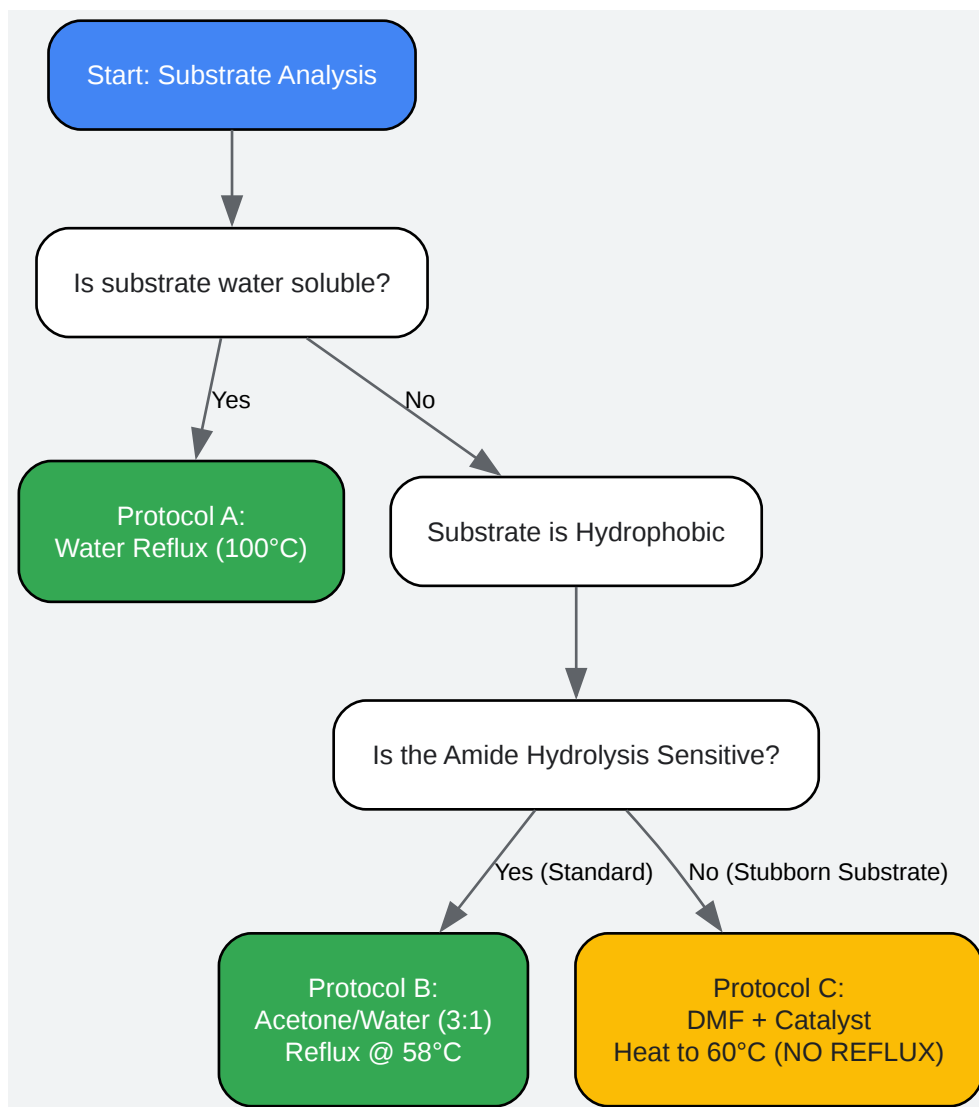 Start: Substrate Analysis
Is substrate water soluble?
Yes
No
Protocol A:
Water Reflux (100°C)
Substrate is Hydrophobic
Is the Amide Hydrolysis Sensitive?
Yes (Standard)
No (Stubborn Substrate)
Protocol B:
Acetone/Water (3:1)
Reflux @ 58°C
Protocol C:
DMF + Catalyst
Heat to 60°C (NO REFLUX)